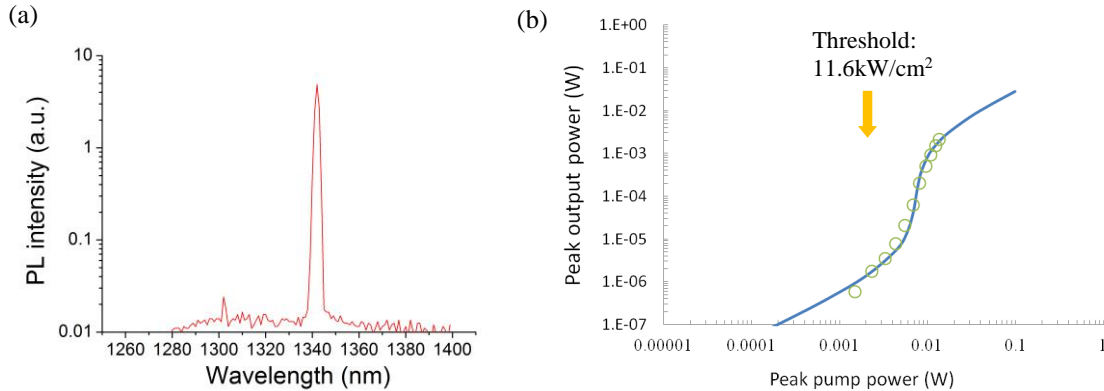 (a)
10
1
0.1
0.01
PL intensity (a.u.)
1260 1280 1300 1320 1340 1360 1380 1400
Wavelength (nm)
(b)
1.E+00
1.E-01
1.E-02
1.E-03
1.E-04
1.E-05
1.E-06
1.E-07
Peak output power (W)
Threshold:
11.6kW/cm²
0.00001 0.0001 0.001 0.01 0.1 1
Peak pump power (W)